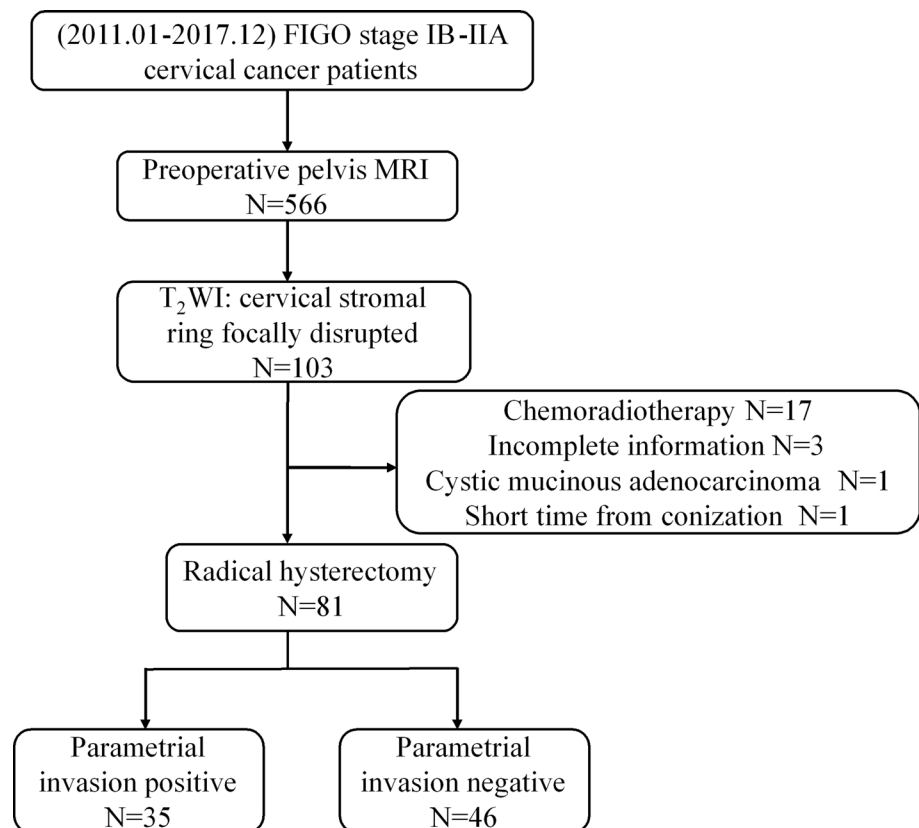 (2011.01-2017.12) FIGO stage IB-IIA
cervical cancer patients
Preoperative pelvis MRI
N=566
T₂WI: cervical stromal
ring focally disrupted
N=103
Chemoradiotherapy N=17
Incomplete information N=3
Cystic mucinous adenocarcinoma N=1
Short time from conization N=1
Radical hysterectomy
N=81
Parametrial
invasion positive
N=35
Parametrial
invasion negative
N=46